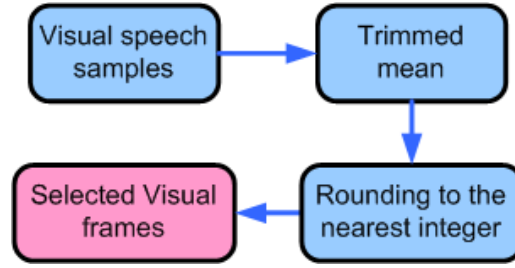 Visual speech
samples
Trimmed
mean
Rounding to the
nearest integer
Selected Visual
frames